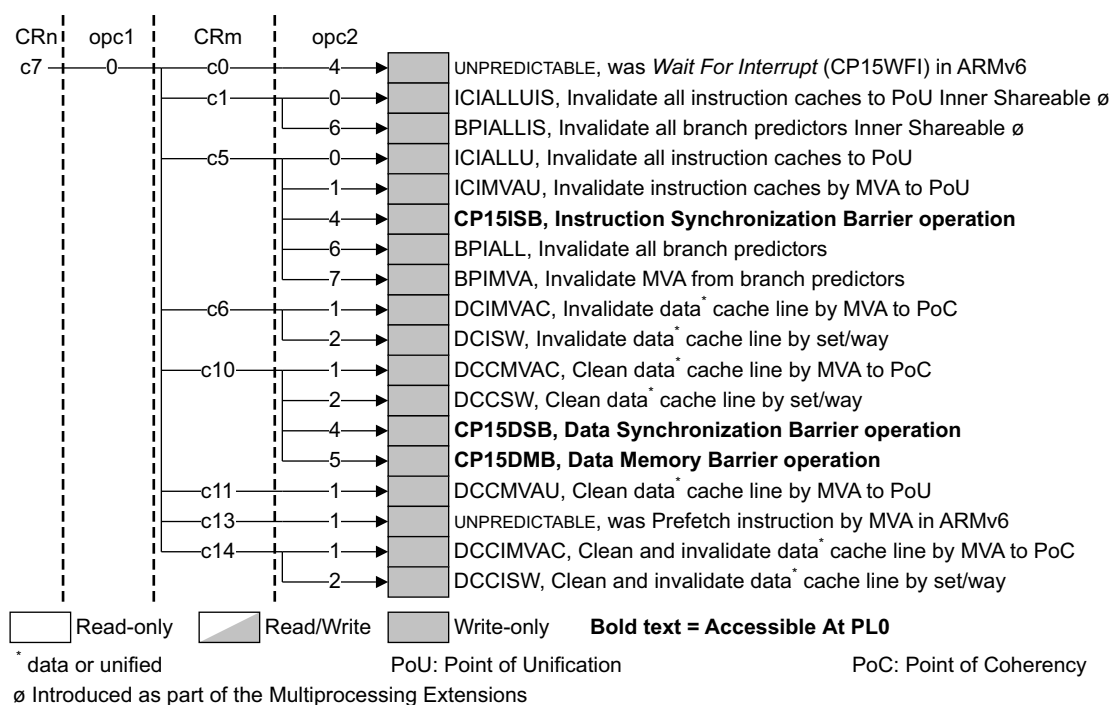 CRn opc1 CRm opc2
c7 0 c0 4 UNPREDICTABLE, was Wait For Interrupt (CP15WFI) in ARMv6
c1 0 ICIALLUIS, Invalidate all instruction caches to PoU Inner Shareable ø
6 BPIALLIS, Invalidate all branch predictors Inner Shareable ø
c5 0 ICIALLU, Invalidate all instruction caches to PoU
1 ICIMVAU, Invalidate instruction caches by MVA to PoU
4 CP15ISB, Instruction Synchronization Barrier operation
6 BPIALL, Invalidate all branch predictors
7 BPIMVA, Invalidate MVA from branch predictors
c6 1 DCIMVAC, Invalidate data* cache line by MVA to PoC
2 DCISW, Invalidate data* cache line by set/way
c10 1 DCCMVAC, Clean data* cache line by MVA to PoC
2 DCCSW, Clean data* cache line by set/way
4 CP15DSB, Data Synchronization Barrier operation
5 CP15DMB, Data Memory Barrier operation
c11 1 DCCMVAU, Clean data* cache line by MVA to PoU
c13 1 UNPREDICTABLE, was Prefetch instruction by MVA in ARMv6
c14 1 DCCIMVAC, Clean and invalidate data* cache line by MVA to PoC
2 DCCISW, Clean and invalidate data* cache line by set/way
Read-only Read/Write Write-only Bold text = Accessible At PL0
* data or unified PoU: Point of Unification PoC: Point of Coherency
ø Introduced as part of the Multiprocessing Extensions